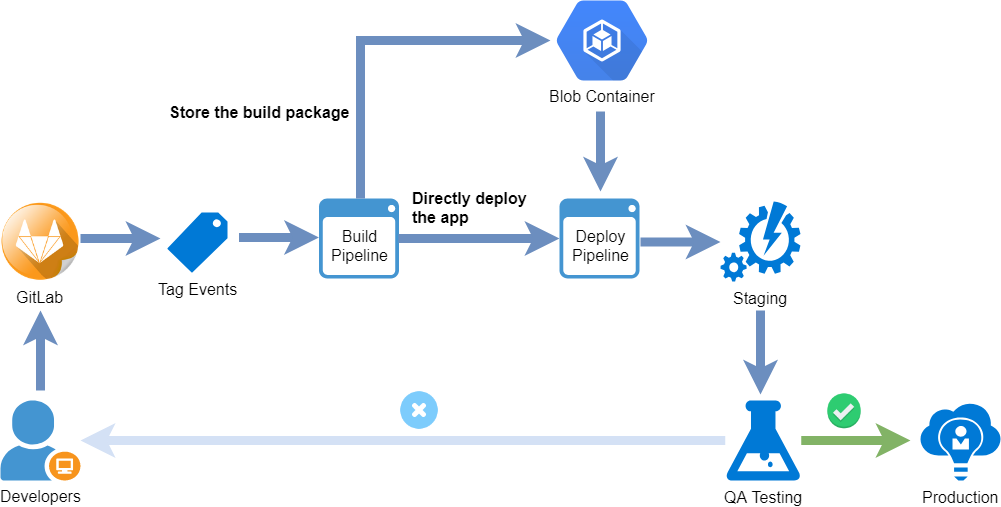 Blob Container
Store the build package
Directly deploy
the app
Build
Pipeline
Deploy
Pipeline
GitLab
Tag Events
Staging
Developers
QA Testing
Production